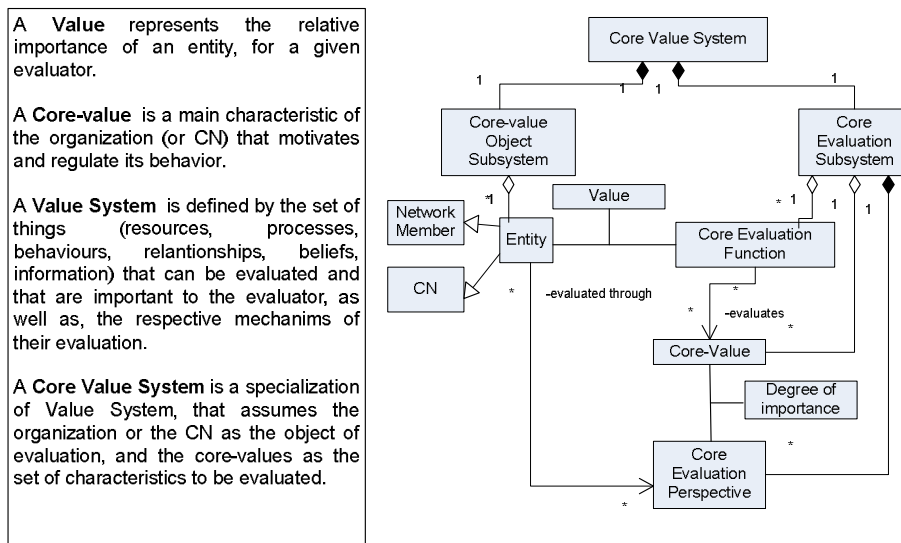 A Value represents the relative
importance of an entity, for a given
evaluator.
A Core-value is a main characteristic of
the organization (or CN) that motivates
and regulate its behavior.
A Value System is defined by the set of
things (resources, processes,
behaviours, relantionships, beliefs,
information) that can be evaluated and
that are important to the evaluator, as
well as, the respective mechanims of
their evaluation.
A Core Value System is a specialization
of Value System, that assumes the
organization or the CN as the object of
evaluation, and the core-values as the
set of characteristics to be evaluated.
Core Value System
1
1
1
1
Core-value
Object
Subsystem
Core
Evaluation
Subsystem
*1
Value
*
1
1
1
Network
Member
Entity
Core Evaluation
Function
CN
*
-evaluated through
*
*
-evaluates
*
Core-Value
Degree of
importance
*
Core
Evaluation
Perspective
*